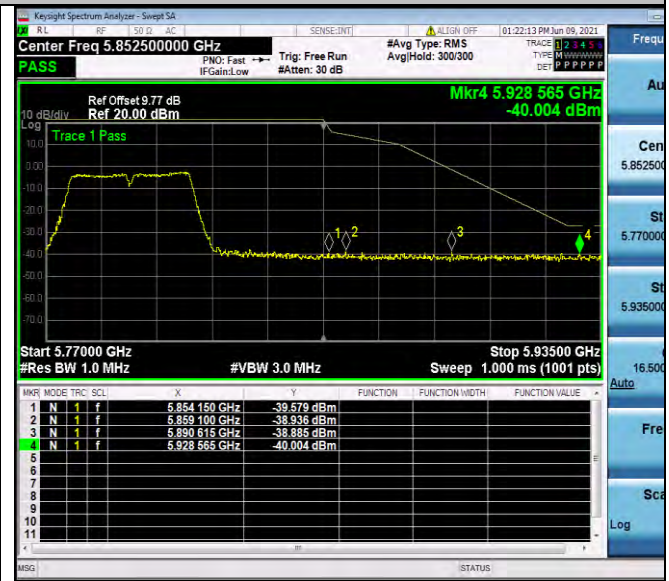 Keysight Spectrum Analyzer - Swept SA
RL RF 50 Ω AC SENSE:INT ALIGN OFF 01:22:13 PM Jun 09, 2021
Center Freq 5.852500000 GHz
PASS
PNO: Fast
IFGain:Low
Trig: Free Run
#Atten: 30 dB
#Avg Type: RMS
Avg|Hold: 300/300
TRACE 1 2 3 4 5 6
TYPE M W W W W W
DET P P P P P P
Mkr4 5.928 565 GHz
-40.004 dBm
Ref Offset 9.77 dB
10 dB/div Ref 20.00 dBm
Log
Trace 1 Pass
10.0
0.00
-10.0
-20.0
-30.0
-40.0
-50.0
-60.0
-70.0
1 2 3 4
Start 5.77000 GHz Stop 5.93500 GHz
#Res BW 1.0 MHz #VBW 3.0 MHz Sweep 1.000 ms (1001 pts)
MKR MODE TRC SCL X Y FUNCTION FUNCTION WIDTH FUNCTION VALUE
1 N 1 f 5.854 150 GHz -39.579 dBm
2 N 1 f 5.859 100 GHz -38.936 dBm
3 N 1 f 5.890 615 GHz -38.885 dBm
4 N 1 f 5.928 565 GHz -40.004 dBm
5
6
7
8
9
10
11
MSG STATUS
Frequ
Au
Cen
5.85250
St
5.77000
St
5.93500
16.500
Auto
Fre
Sca
Log